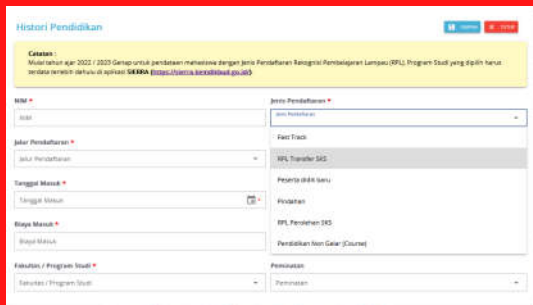 Histori Pendidikan
Catatan :
Mulai tahun ajar 2022 / 2023 Genap untuk pendataan mahasiswa dengan Jenis Pendaftaran Rekognisi Pembelajaran Lampau (RPL), Program Studi yang dipilih harus
terdata terlebih dahulu di aplikasi SIERRA (https://sierra.kemdikbud.go.id/)
NIM *
Jenis Pendaftaran *
NIM
Jenis Pendaftaran
Fast Track
Jalur Pendaftaran *
Jalur Pendaftaran
RPL Transfer SKS
Peserta didik baru
Tanggal Masuk *
Tanggal Masuk
Pindahan
Biaya Masuk *
RPL Perolehan SKS
Biaya Masuk
Pendidikan Non Gelar (Course)
Fakultas / Program Studi *
Peminatan
Fakultas / Program Studi
Peminatan